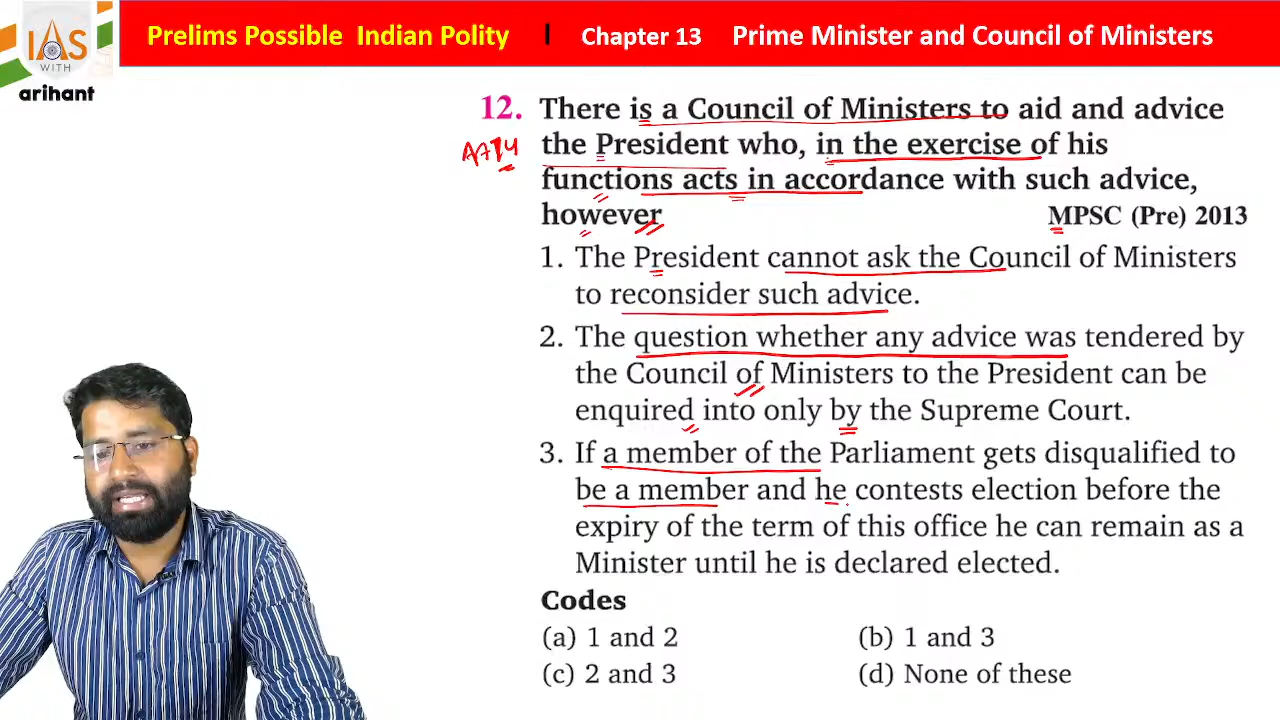 IAS
WITH
arihant
Prelims Possible Indian Polity | Chapter 13 Prime Minister and Council of Ministers
12. There is a Council of Ministers to aid and advice
the President who, in the exercise of his
functions acts in accordance with such advice,
however MPSC (Pre) 2013
1. The President cannot ask the Council of Ministers
to reconsider such advice.
2. The question whether any advice was tendered by
the Council of Ministers to the President can be
enquired into only by the Supreme Court.
3. If a member of the Parliament gets disqualified to
be a member and he contests election before the
expiry of the term of this office he can remain as a
Minister until he is declared elected.
Codes
(a) 1 and 2 (b) 1 and 3
(c) 2 and 3 (d) None of these